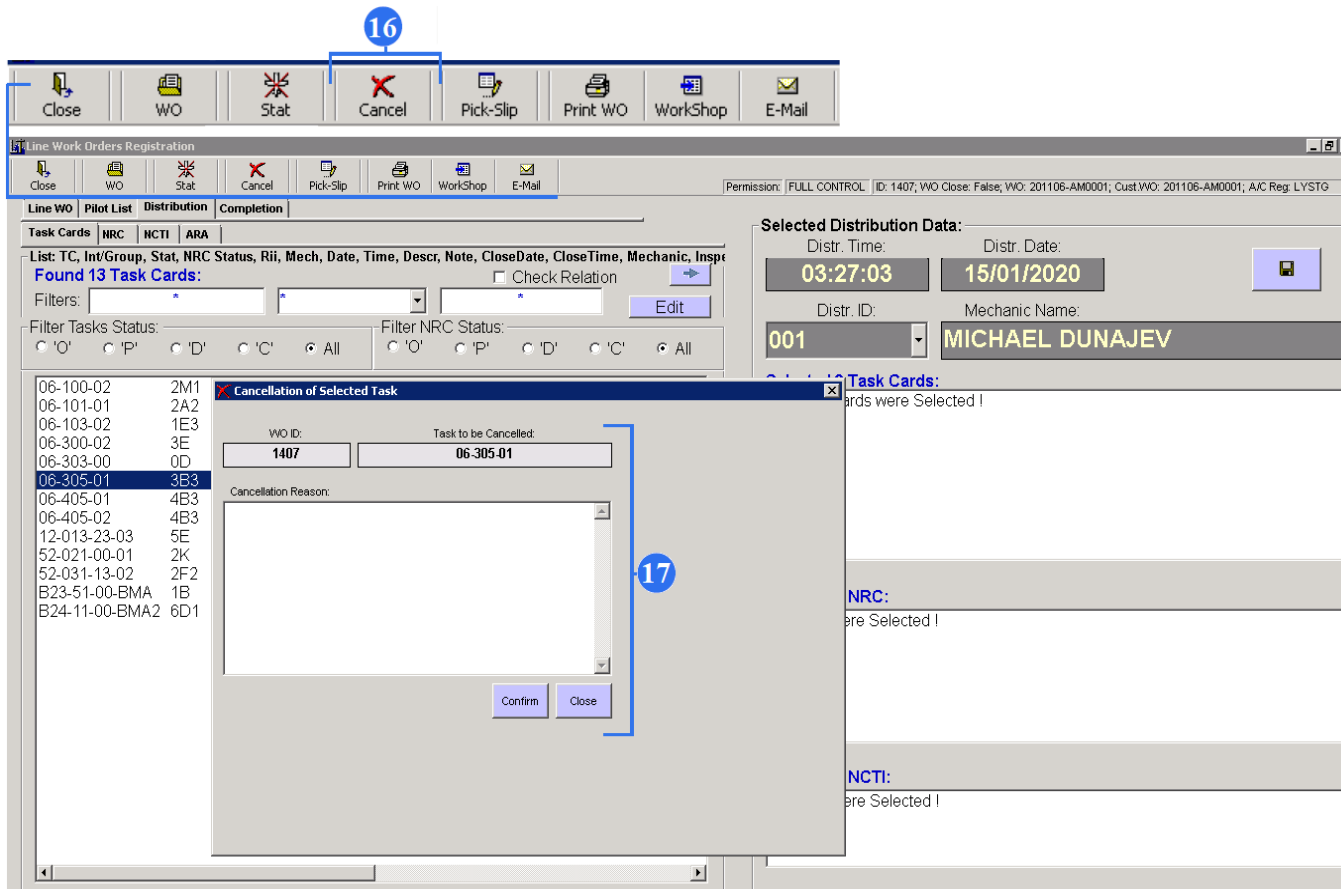 16
Close WO Stat Cancel Pick-Slip Print WO WorkShop E-Mail
Line Work Orders Registration
Close WO Stat Cancel Pick-Slip Print WO WorkShop E-Mail
Permission: FULL CONTROL ID: 1407; WO Close: False; WO: 201106-AM0001; Cust.WO: 201106-AM0001; A/C Reg: LYSTG
Line WO Pilot List Distribution Completion
Task Cards NRC NCTI ARA
List: TC, Int/Group, Stat, NRC Status, Rii, Mech, Date, Time, Descr, Note, CloseDate, CloseTime, Mechanic, Inspe
Found 13 Task Cards:
Check Relation
Filters: * * *
Edit
Filter Tasks Status:
'O' 'P' 'D' 'C' All
Filter NRC Status:
'O' 'P' 'D' 'C' All
06-100-02 2M1
06-101-01 2A2
06-103-02 1E3
06-300-02 3E
06-303-00 0D
06-305-01 3B3
06-405-01 4B3
06-405-02 4B3
12-013-23-03 5E
52-021-00-01 2K
52-031-13-02 2F2
B23-51-00-BMA 1B
B24-11-00-BMA2 6D1
Cancellation of Selected Task
WO ID: Task to be Cancelled:
1407 06-305-01
Cancellation Reason:
Confirm Close
17
Selected Distribution Data:
Distr. Time: Distr. Date:
03:27:03 15/01/2020
Distr. ID: Mechanic Name:
001 MICHAEL DUNAJEV
Task Cards:
were Selected !
NRC:
Selected !
NCTI:
Selected !